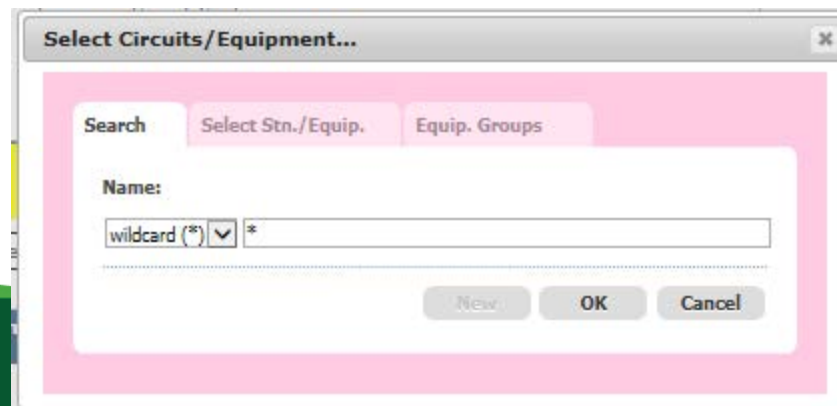 Select Circuits/Equipment...
Search Select Stn./Equip. Equip. Groups
Name:
wildcard (*) *
New OK Cancel